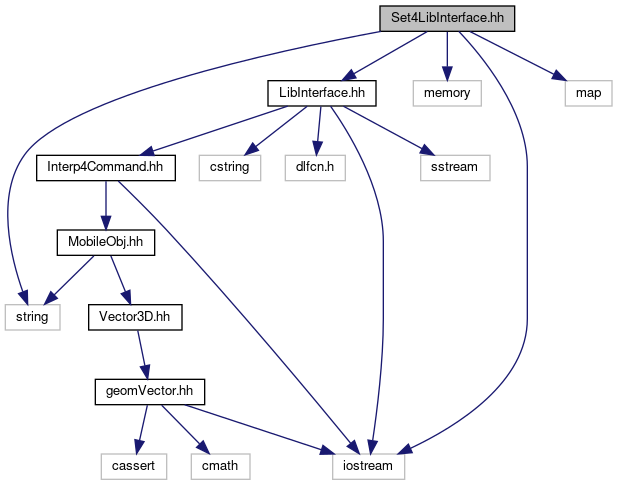 Set4LibInterface.hh
LibInterface.hh
memory
map
Interp4Command.hh
cstring
dlfcn.h
sstream
MobileObj.hh
string
Vector3D.hh
geomVector.hh
cassert
cmath
iostream